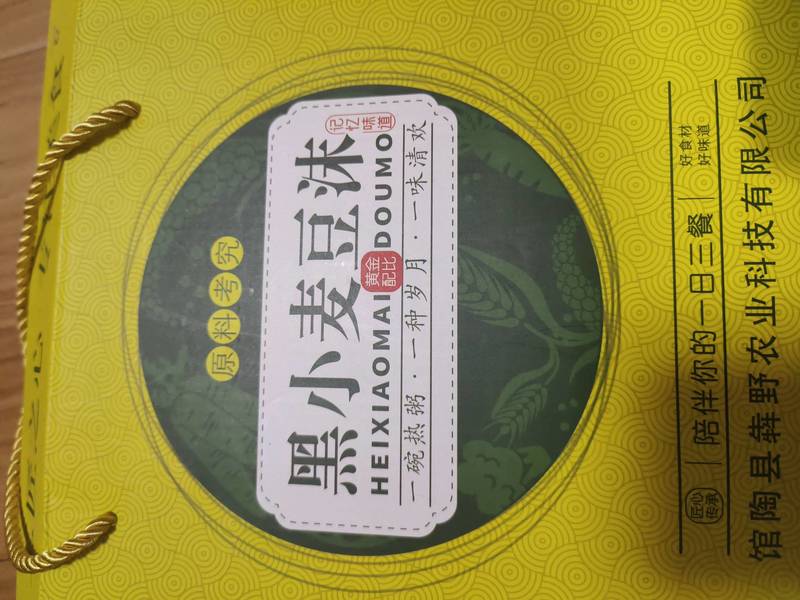 原料考究
黑小麦豆沫
记忆味道
HEIXIAOMAI DOUMO
黄金配比
一碗热粥·一种岁月·一味清欢
匠心传承
陪伴你的一日三餐
好食材
好味道
馆陶县犇野农业科技有限公司